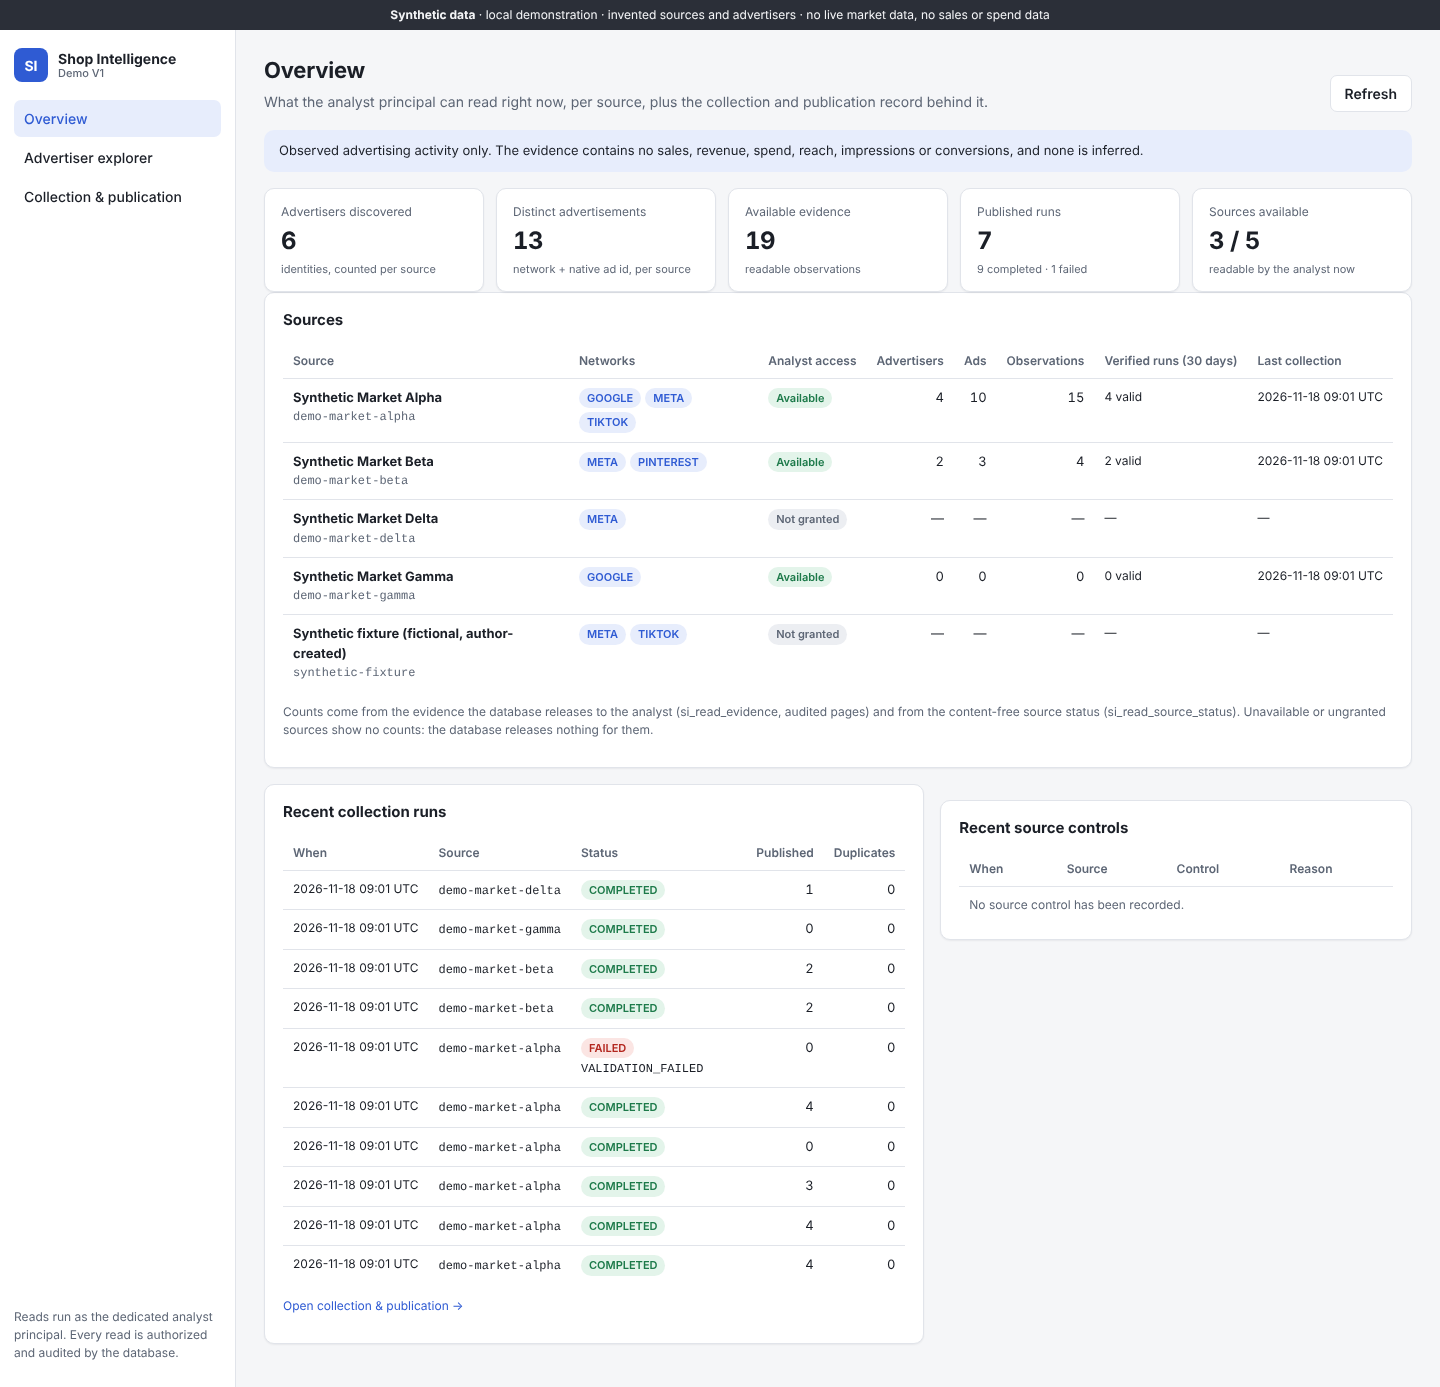 Synthetic data · local demonstration · invented sources and advertisers · no live market data, no sales or spend data
SI
Shop Intelligence
Demo V1
Overview
Advertiser explorer
Collection & publication
Reads run as the dedicated analyst
principal. Every read is authorized
and audited by the database.
Overview
What the analyst principal can read right now, per source, plus the collection and publication record behind it.
Refresh
Observed advertising activity only. The evidence contains no sales, revenue, spend, reach, impressions or conversions, and none is inferred.
Advertisers discovered
6
identities, counted per source
Distinct advertisements
13
network + native ad id, per source
Available evidence
19
readable observations
Published runs
7
9 completed · 1 failed
Sources available
3 / 5
readable by the analyst now
Sources
Source Networks Analyst access Advertisers Ads Observations Verified runs (30 days) Last collection
Synthetic Market Alpha GOOGLE META Available 4 10 15 4 valid 2026-11-18 09:01 UTC
demo-market-alpha TIKTOK
Synthetic Market Beta META PINTEREST Available 2 3 4 2 valid 2026-11-18 09:01 UTC
demo-market-beta
Synthetic Market Delta META Not granted — — — — —
demo-market-delta
Synthetic Market Gamma GOOGLE Available 0 0 0 0 valid 2026-11-18 09:01 UTC
demo-market-gamma
Synthetic fixture (fictional, author- META TIKTOK Not granted — — — — —
created)
synthetic-fixture
Counts come from the evidence the database releases to the analyst (si_read_evidence, audited pages) and from the content-free source status (si_read_source_status). Unavailable or ungranted
sources show no counts: the database releases nothing for them.
Recent collection runs
When Source Status Published Duplicates
2026-11-18 09:01 UTC demo-market-delta COMPLETED 1 0
2026-11-18 09:01 UTC demo-market-gamma COMPLETED 0 0
2026-11-18 09:01 UTC demo-market-beta COMPLETED 2 0
2026-11-18 09:01 UTC demo-market-beta COMPLETED 2 0
2026-11-18 09:01 UTC demo-market-alpha FAILED 0 0
VALIDATION_FAILED
2026-11-18 09:01 UTC demo-market-alpha COMPLETED 4 0
2026-11-18 09:01 UTC demo-market-alpha COMPLETED 0 0
2026-11-18 09:01 UTC demo-market-alpha COMPLETED 3 0
2026-11-18 09:01 UTC demo-market-alpha COMPLETED 4 0
2026-11-18 09:01 UTC demo-market-alpha COMPLETED 4 0
Open collection & publication →
Recent source controls
When Source Control Reason
No source control has been recorded.